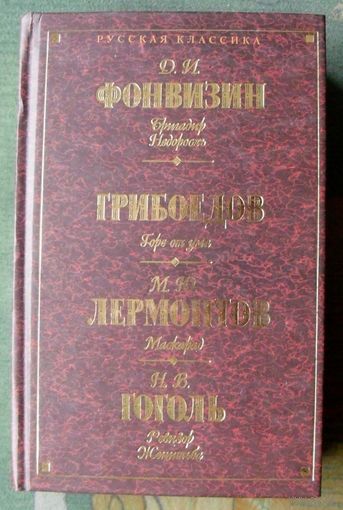 РУССКАЯ КЛАССИКА
Д. И.
ФОНВИЗИН
Бригадир
Недоросль
ГРИБОЕДОВ
Горе от ума
М. Ю.
ЛЕРМОНТОВ
Маскарад
Н. В.
ГОГОЛЬ
Ревизор
Женитьба